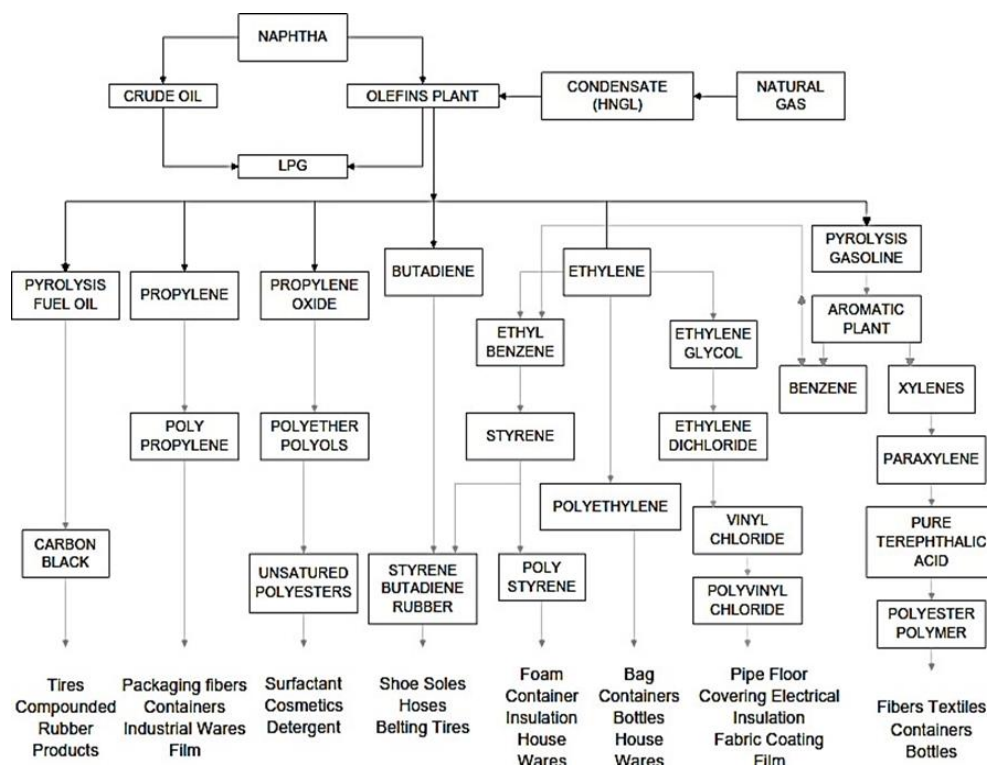 NAPHTHA
CRUDE OIL
OLEFINS PLANT
CONDENSATE
(HNGL)
NATURAL
GAS
LPG
PYROLYSIS
FUEL OIL
PROPYLENE
PROPYLENE
OXIDE
BUTADIENE
ETHYLENE
PYROLYSIS
GASOLINE
ETHYL
BENZENE
ETHYLENE
GLYCOL
AROMATIC
PLANT
BENZENE
XYLENES
POLY
PROPYLENE
POLYETHER
POLYOLS
STYRENE
ETHYLENE
DICHLORIDE
PARAXYLENE
POLYETHYLENE
VINYL
CHLORIDE
PURE
TEREPHTHALIC
ACID
CARBON
BLACK
UNSATURED
POLYESTERS
STYRENE
BUTADIENE
RUBBER
POLY
STYRENE
POLYVINYL
CHLORIDE
POLYESTER
POLYMER
Tires
Compounded
Rubber
Products
Packaging fibers
Containers
Industrial Wares
Film
Surfactant
Cosmetics
Detergent
Shoe Soles
Hoses
Belting Tires
Foam
Container
Insulation
House
Wares
Bag
Containers
Bottles
House
Wares
Pipe Floor
Covering Electrical
Insulation
Fabric Coating
Film
Fibers Textiles
Containers
Bottles